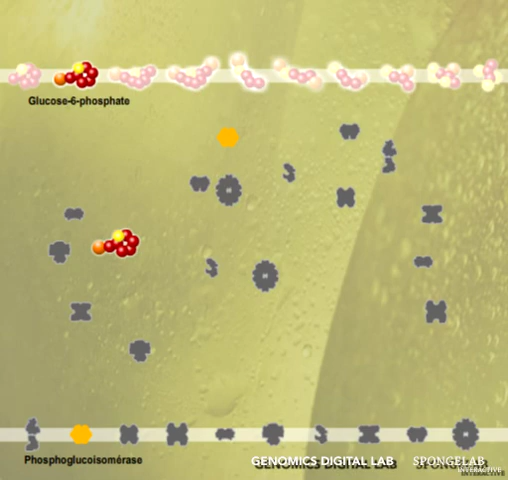 Glucose-6-phosphate
Phosphoglucoisomérase
GENOMICS DIGITAL LAB SPONGELAB
INTERACTIVE